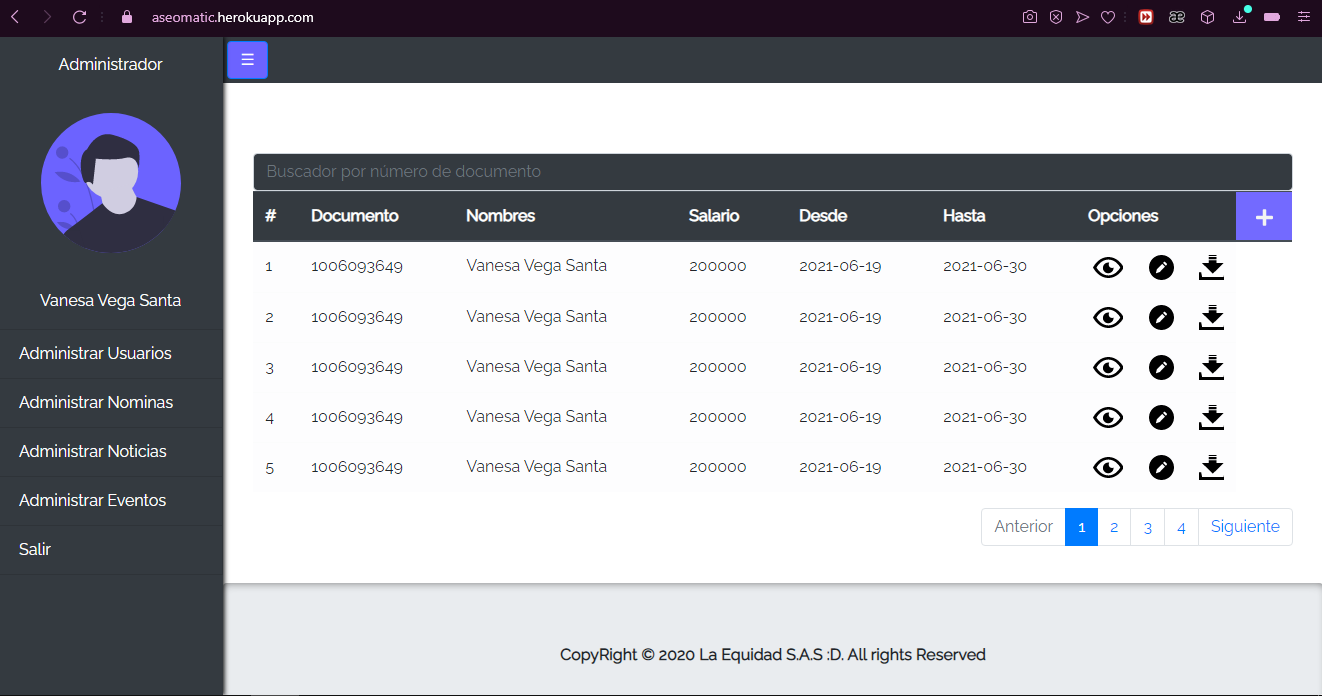 aseomatic.herokuapp.com
Administrador
Vanesa Vega Santa
Administrar Usuarios
Administrar Nominas
Administrar Noticias
Administrar Eventos
Salir
Buscador por número de documento
# Documento Nombres Salario Desde Hasta Opciones +
1 1006093649 Vanesa Vega Santa 200000 2021-06-19 2021-06-30
2 1006093649 Vanesa Vega Santa 200000 2021-06-19 2021-06-30
3 1006093649 Vanesa Vega Santa 200000 2021-06-19 2021-06-30
4 1006093649 Vanesa Vega Santa 200000 2021-06-19 2021-06-30
5 1006093649 Vanesa Vega Santa 200000 2021-06-19 2021-06-30
Anterior 1 2 3 4 Siguiente
CopyRight © 2020 La Equidad S.A.S :D. All rights Reserved